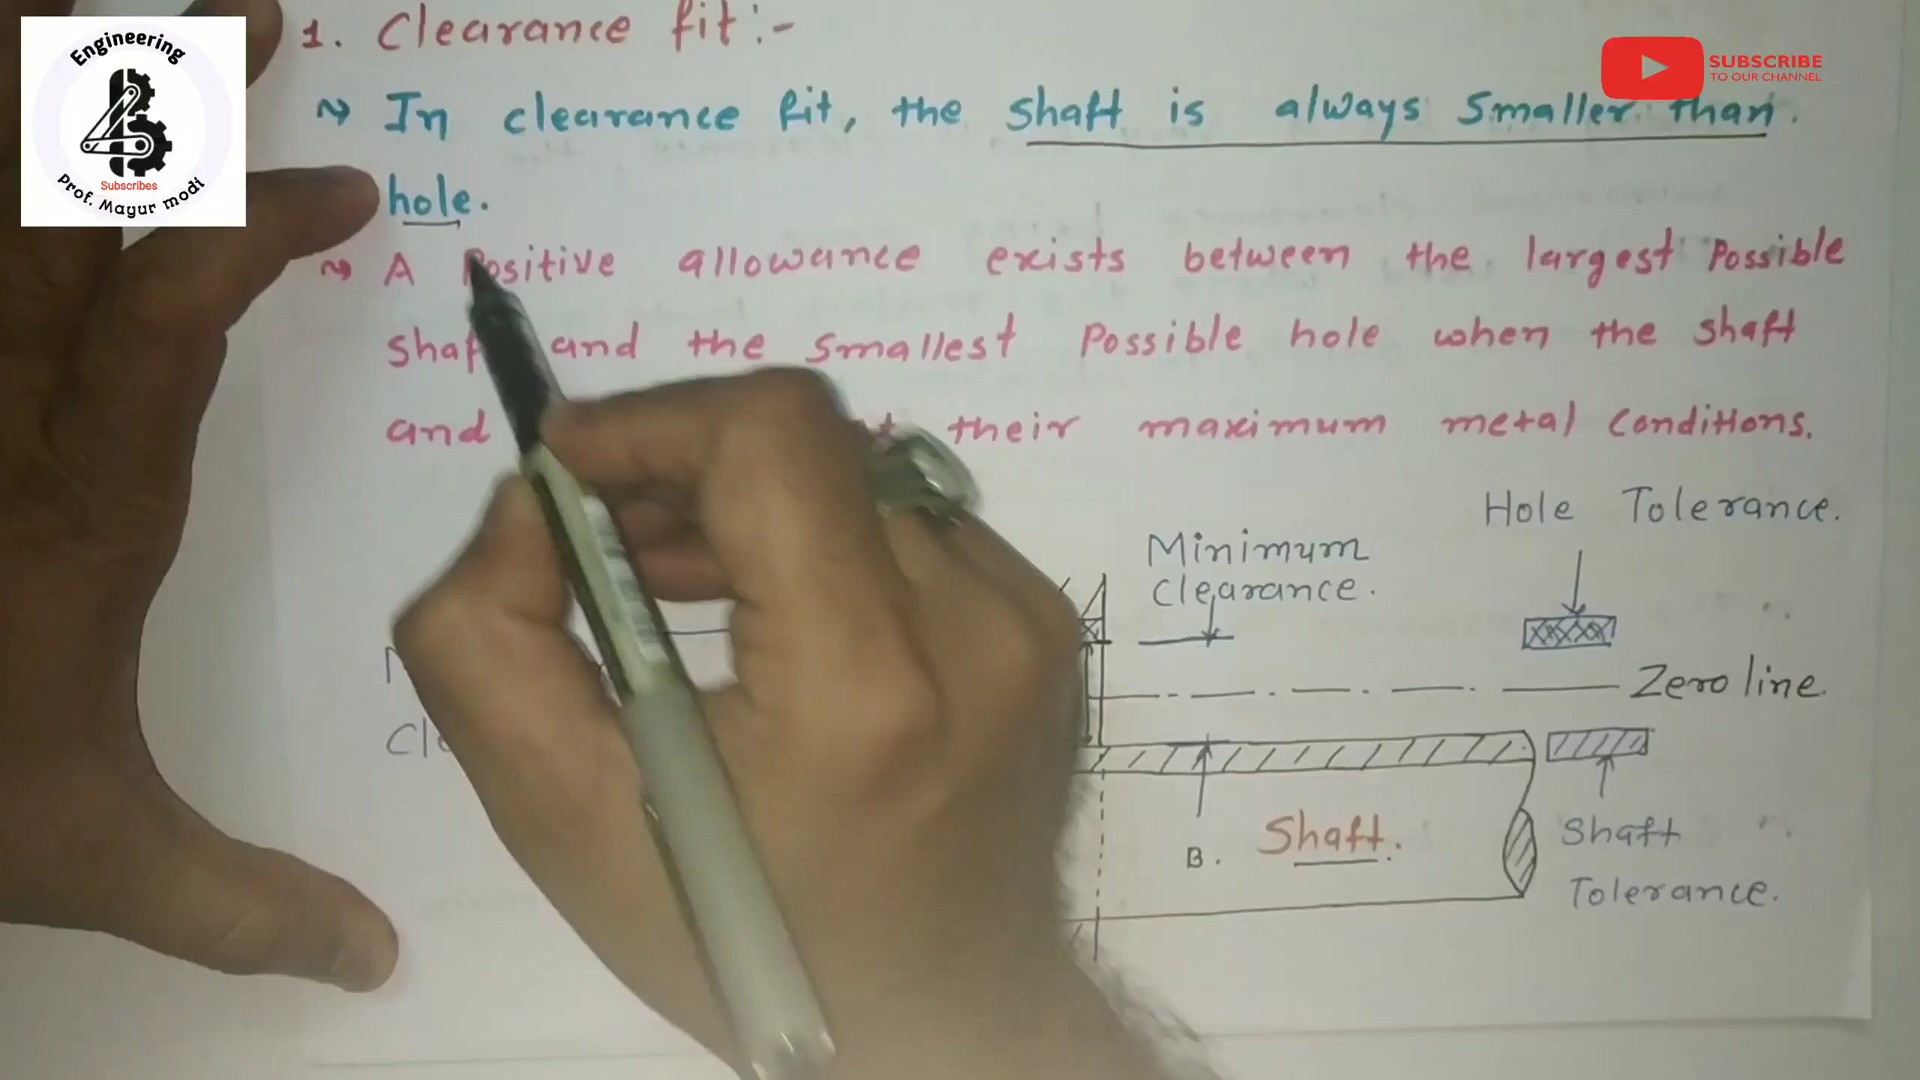 Engineering
Subscribes
Prof. Mayur modi
SUBSCRIBE
TO OUR CHANNEL
1. Clearance fit :-
In clearance fit, the shaft is always smaller than
hole.
A Positive allowance exists between the largest Possible
and the smallest Possible hole when the shaft
and their maximum metal conditions.
Hole Tolerance.
Minimum
Clearance.
Zero line.
B. Shaft.
Shaft
Tolerance.